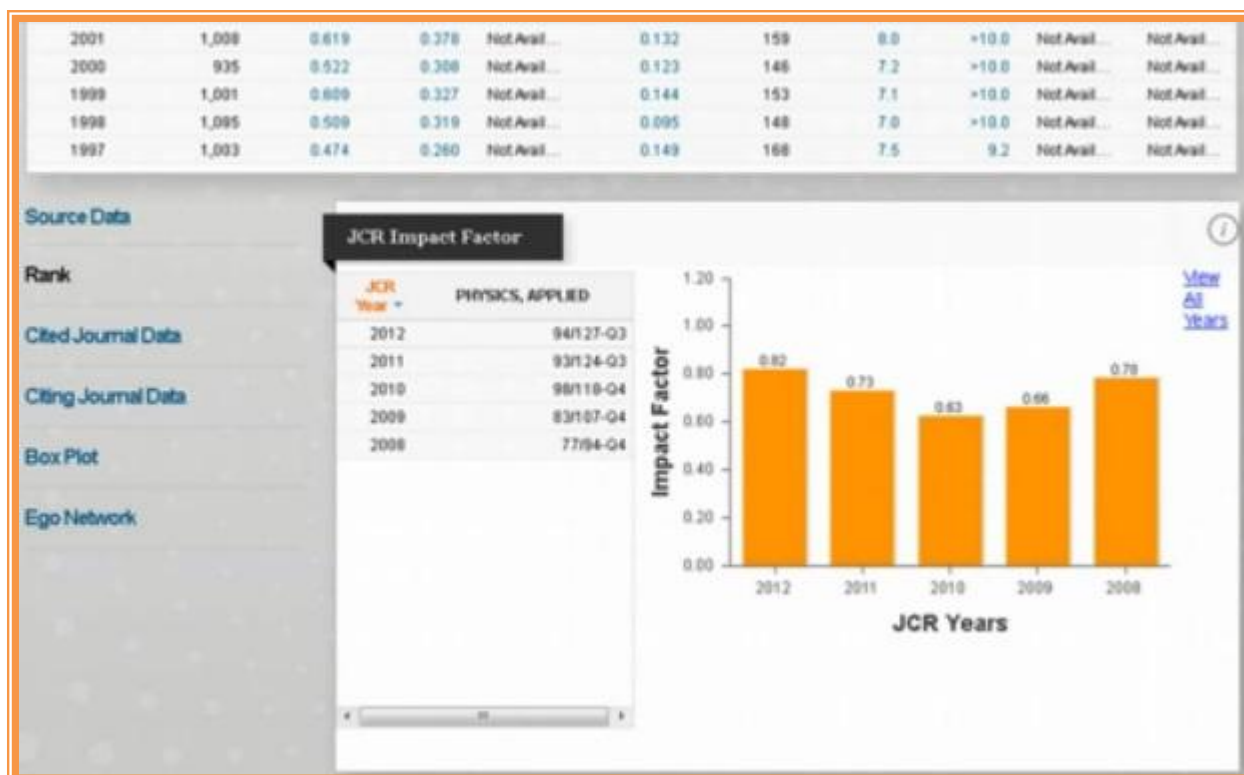 2001 1,008 0.619 0.378 Not Avail... 0.132 159 8.0 >10.0 Not Avail... Not Avail...
2000 935 0.522 0.308 Not Avail... 0.123 146 7.2 >10.0 Not Avail... Not Avail...
1999 1,001 0.609 0.327 Not Avail... 0.144 153 7.1 >10.0 Not Avail... Not Avail...
1998 1,095 0.509 0.319 Not Avail... 0.095 148 7.0 >10.0 Not Avail... Not Avail...
1997 1,003 0.474 0.260 Not Avail... 0.149 168 7.5 9.2 Not Avail... Not Avail...
Source Data
Rank
Cited Journal Data
Citing Journal Data
Box Plot
Ego Network
JCR Impact Factor
JCR
Year
PHYSICS, APPLIED
2012 94/127-Q3
2011 93/124-Q3
2010 98/118-Q4
2009 83/107-Q4
2008 77/94-Q4
View
All
Years
Impact Factor
1.20
1.00
0.80
0.60
0.40
0.20
0.00
0.82
0.73
0.63
0.66
0.78
2012 2011 2010 2009 2008
JCR Years